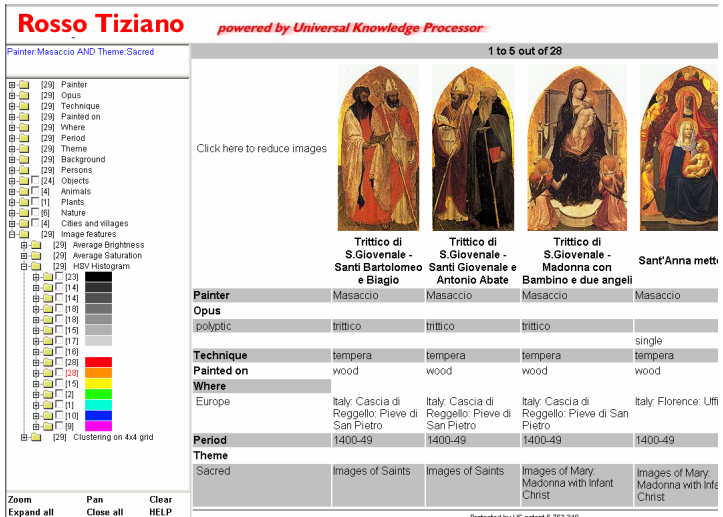 Rosso Tiziano
powered by Universal Knowledge Processor
Painter:Masaccio AND Theme:Sacred
[29] Painter
[29] Opus
[29] Technique
[29] Painted on
[29] Where
[29] Period
[29] Theme
[29] Background
[29] Persons
[24] Objects
[4] Animals
[1] Plants
[6] Nature
[4] Cities and villages
[29] Image features
[29] Average Brightness
[29] Average Saturation
[29] HSV Histogram
[23]
[14]
[14]
[18]
[18]
[15]
[17]
[16]
[28]
[28]
[15]
[2]
[1]
[10]
[9]
[29] Clustering on 4x4 grid
Zoom Pan Clear
Expand all Close all HELP
1 to 5 out of 28
Click here to reduce images
Trittico di
S.Giovenale -
Santi Bartolomeo
e Biagio
Trittico di
S.Giovenale -
Santi Giovenale e
Antonio Abate
Trittico di
S.Giovenale -
Madonna con
Bambino e due angeli
Sant'Anna mette
Painter Masaccio Masaccio Masaccio Masaccio
Opus
polyptic trittico trittico trittico
single
Technique tempera tempera tempera tempera
Painted on wood wood wood wood
Where
Europe
Italy: Cascia di
Reggello: Pieve di
San Pietro
Italy: Cascia di
Reggello: Pieve di
San Pietro
Italy: Cascia di
Reggello: Pieve di San
Pietro
Italy: Florence: Uffi
Period 1400-49 1400-49 1400-49 1400-49
Theme
Sacred
Images of Saints
Images of Saints
Images of Mary:
Madonna with Infant
Christ
Images of Mary:
Madonna with Infa
Christ